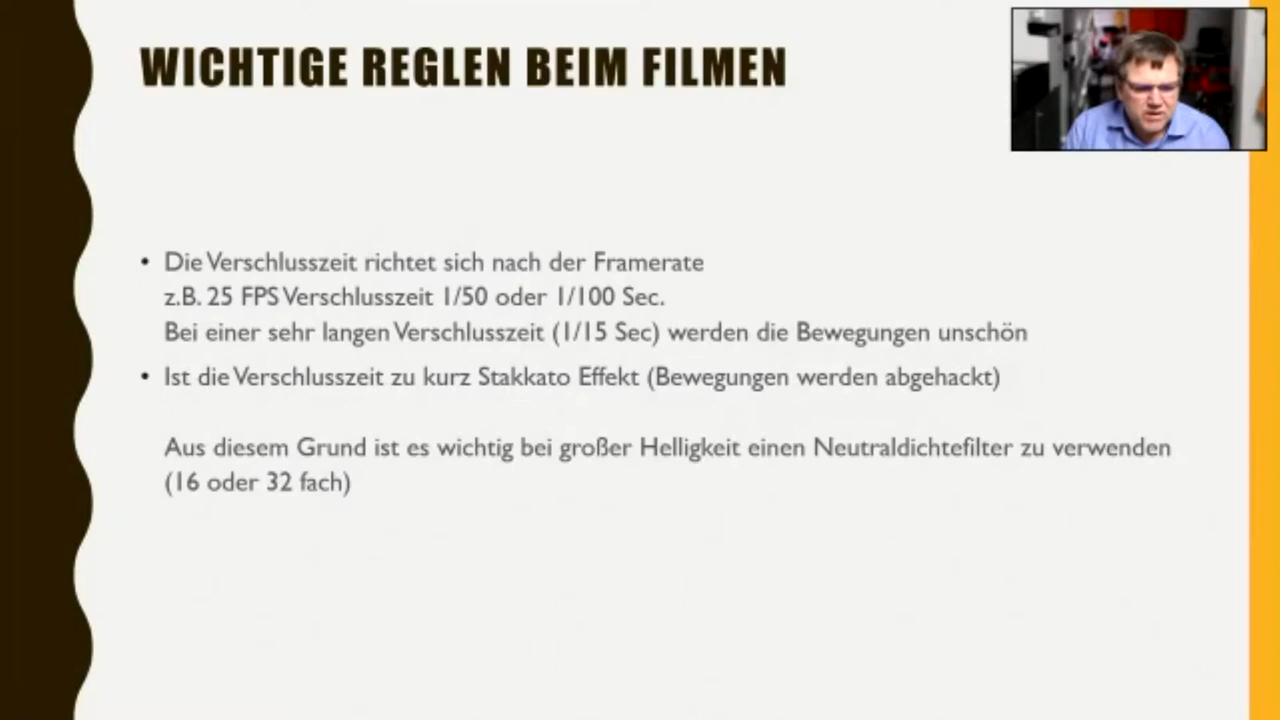 WICHTIGE REGLEN BEIM FILMEN
• Die Verschlusszeit richtet sich nach der Framerate
z.B. 25 FPS Verschlusszeit 1/50 oder 1/100 Sec.
Bei einer sehr langen Verschlusszeit (1/15 Sec) werden die Bewegungen unschön
• Ist die Verschlusszeit zu kurz Stakkato Effekt (Bewegungen werden abgehackt)
Aus diesem Grund ist es wichtig bei großer Helligkeit einen Neutraldichtefilter zu verwenden
(16 oder 32 fach)